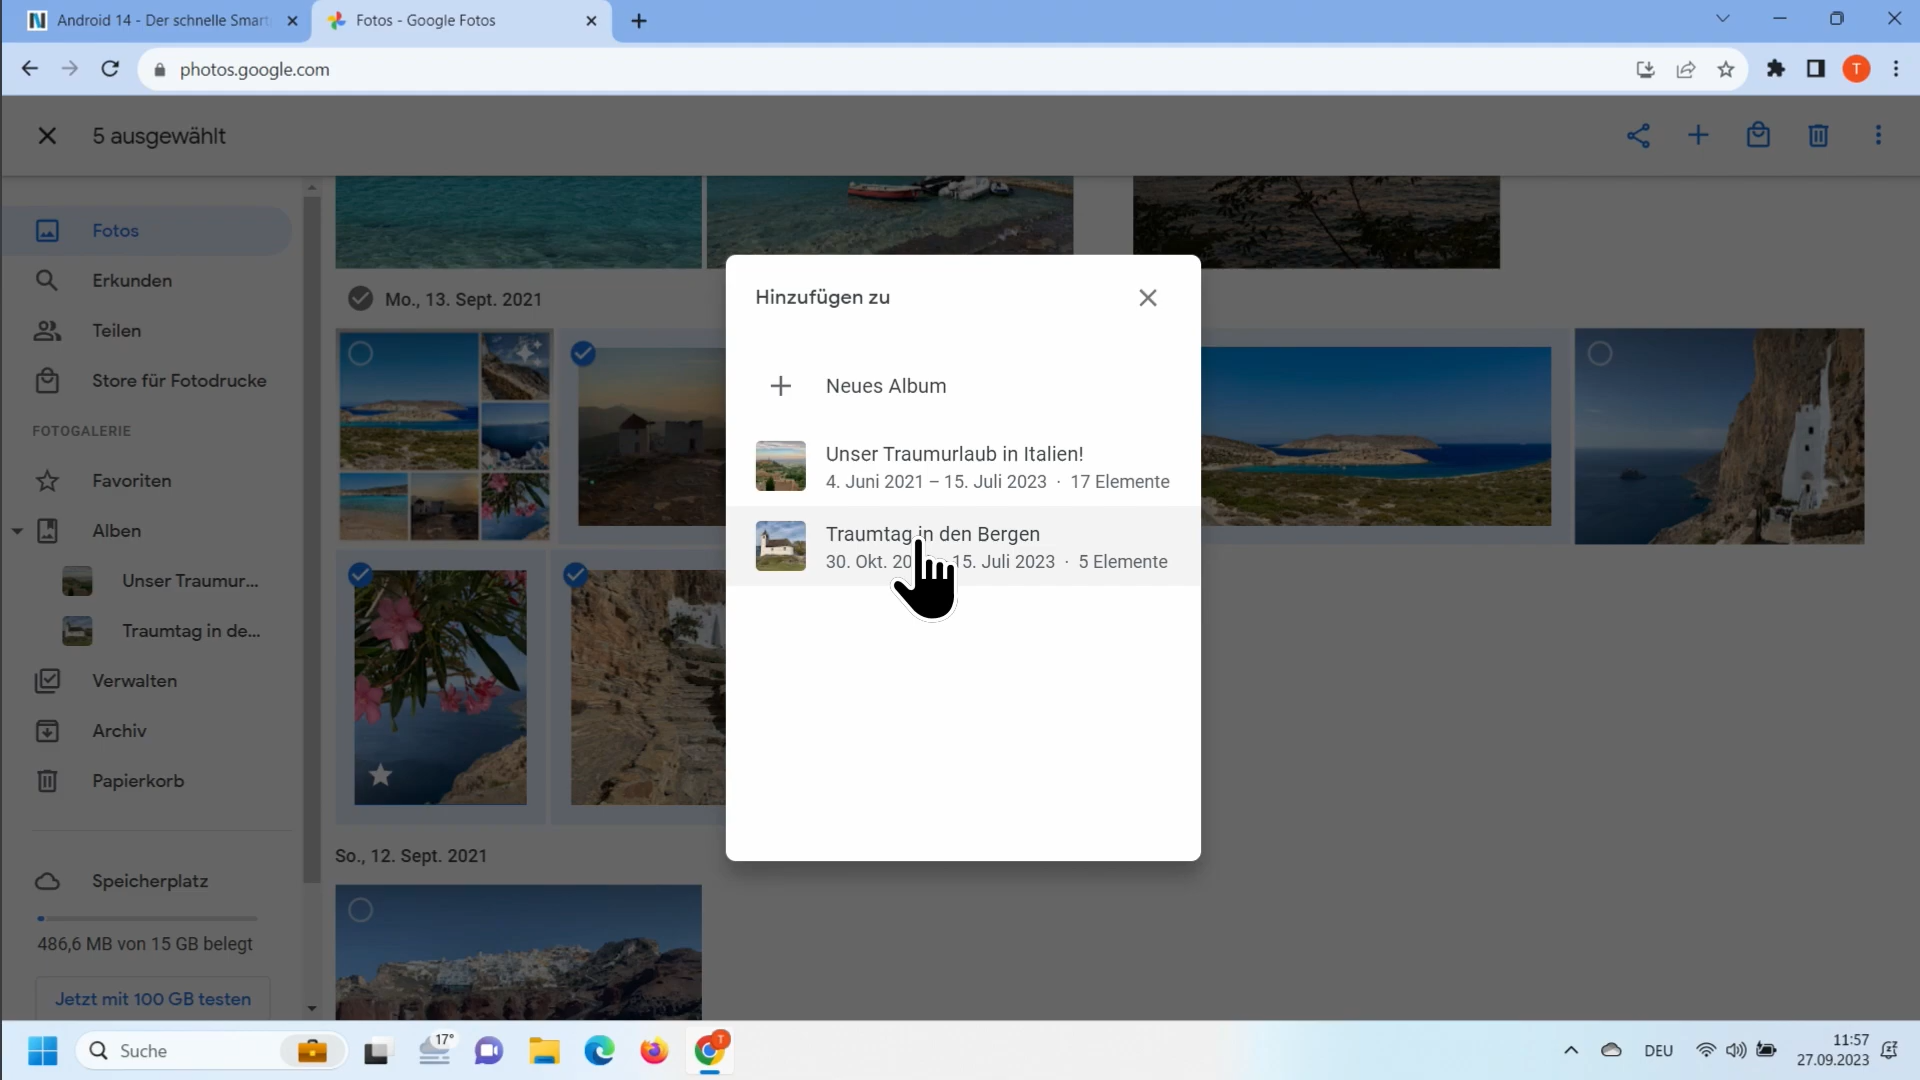 Android 14 - Der schnelle Smart
Fotos - Google Fotos
photos.google.com
T
5 ausgewählt
Fotos
Erkunden
Teilen
Store für Fotodrucke
FOTOGALERIE
Favoriten
Alben
Unser Traumur...
Traumtag in de...
Verwalten
Archiv
Papierkorb
Speicherplatz
486,6 MB von 15 GB belegt
Jetzt mit 100 GB testen
Mo., 13. Sept. 2021
So., 12. Sept. 2021
Hinzufügen zu
Neues Album
Unser Traumurlaub in Italien!
4. Juni 2021 – 15. Juli 2023 · 17 Elemente
Traumtag in den Bergen
30. Okt. 15. Juli 2023 · 5 Elemente
Suche
17°
T
DEU
11:57
27.09.2023